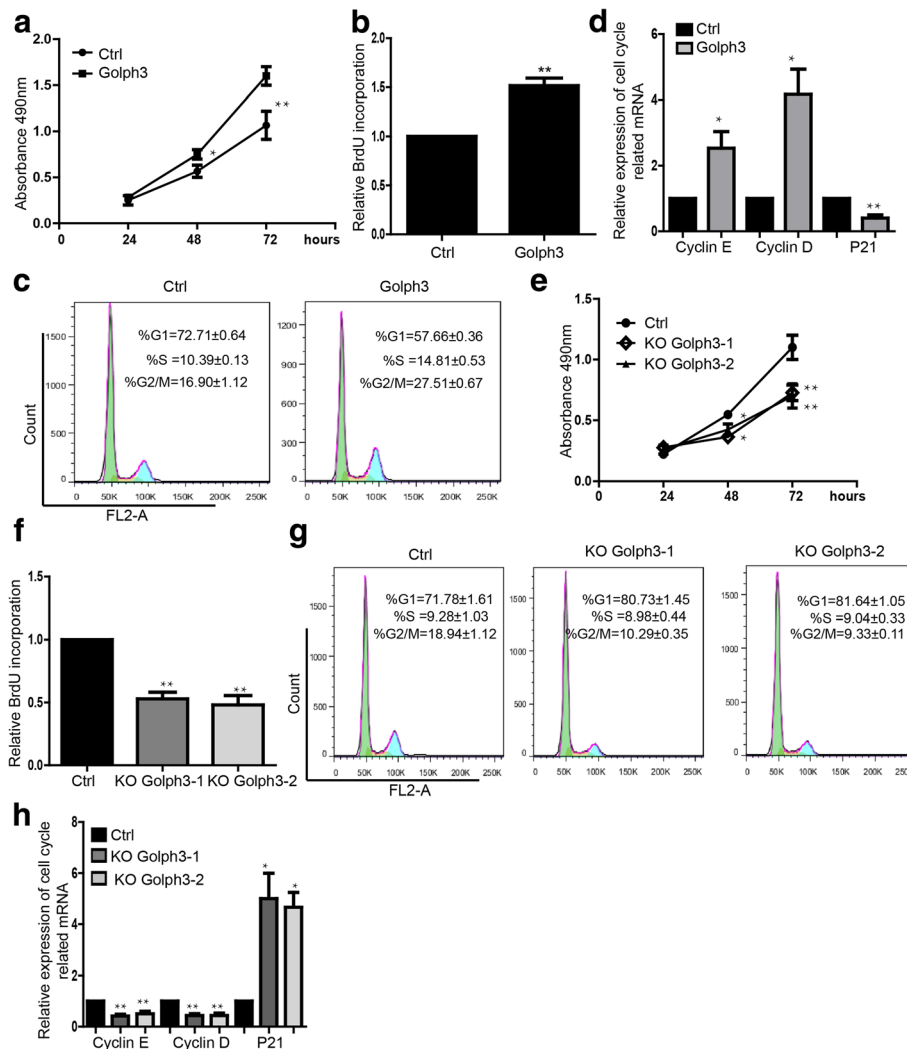 a
2.0
1.5
1.0
0.5
0.0
Absorbance 490nm
Ctrl
Golph3
*
**
0 24 48 72 hours
b
2.0
1.5
1.0
0.5
0.0
Relative BrdU incorporation
**
Ctrl Golph3
d
Ctrl
Golph3
6
4
2
0
Relative expression of cell cycle
related mRNA
*
*
**
Cyclin E Cyclin D P21
c
Ctrl
1500
1000
500
0
Count
%G1=72.71±0.64
%S =10.39±0.13
%G2/M=16.90±1.12
0 50K 100K 150K 200K 250K
FL2-A
Golph3
1200
900
600
300
0
%G1=57.66±0.36
%S =14.81±0.53
%G2/M=27.51±0.67
0 50K 100K 150K 200K 250K
e
1.5
1.0
0.5
0.0
Absorbance 490nm
Ctrl
KO Golph3-1
KO Golph3-2
*
*
**
**
0 24 48 72 hours
f
1.5
1.0
0.5
0.0
Relative BrdU incorporation
**
**
Ctrl KO Golph3-1 KO Golph3-2
g
Ctrl
1500
1000
500
0
Count
%G1=71.78±1.61
%S =9.28±1.03
%G2/M=18.94±1.12
0 50K 100K 150K 200K 250K
FL2-A
KO Golph3-1
1500
1000
500
0
%G1=80.73±1.45
%S =8.98±0.44
%G2/M=10.29±0.35
0 50K 100K 150K 200K 250K
KO Golph3-2
1500
1000
500
0
%G1=81.64±1.05
%S =9.04±0.33
%G2/M=9.33±0.11
0 50K 100K 150K 200K 250K
h
8
6
4
2
0
Relative expression of cell cycle
related mRNA
Ctrl
KO Golph3-1
KO Golph3-2
**
**
**
**
*
*
Cyclin E Cyclin D P21